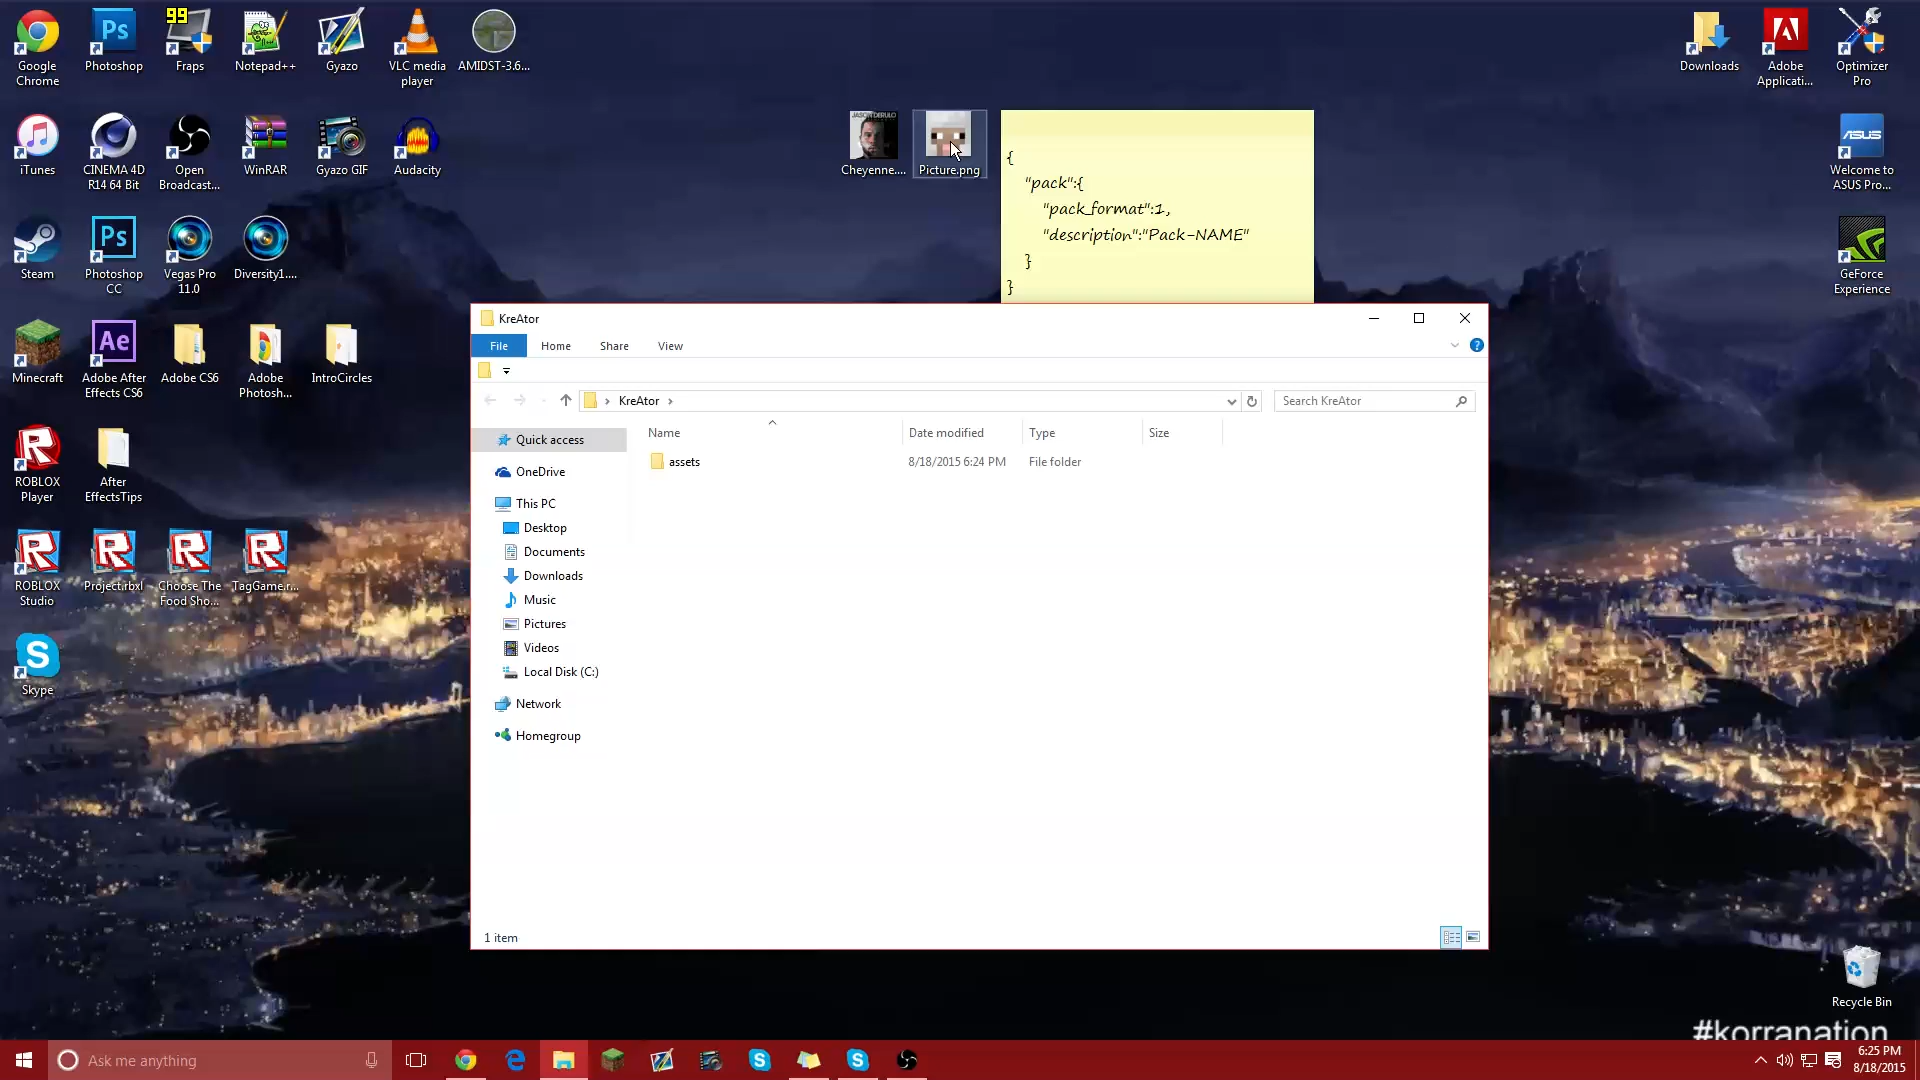 99
Google
Chrome
Photoshop
Fraps
Notepad++
Gyazo
VLC media
player
AMIDST-3.6...
Downloads
Adobe
Applicati...
Optimizer
Pro
iTunes
CINEMA 4D
R14 64 Bit
Open
Broadcast...
WinRAR
Gyazo GIF
Audacity
JASON DERULO
Cheyenne....
Picture.png
{
"pack":{
"pack_format":1,
"description":"Pack-NAME"
}
}
ASUS
Welcome to
ASUS Pro...
Steam
Photoshop
CC
Vegas Pro
11.0
Diversity1....
GeForce
Experience
Minecraft
Adobe After
Effects CS6
Adobe CS6
Adobe
Photosh...
IntroCircles
ROBLOX
Player
After
EffectsTips
ROBLOX
Studio
Project.rbxl
Choose The
Food Sho...
TagGame.r...
Skype
KreAtor
File
Home
Share
View
KreAtor
Search KreAtor
Name
Date modified
Type
Size
assets
8/18/2015 6:24 PM
File folder
Quick access
OneDrive
This PC
Desktop
Documents
Downloads
Music
Pictures
Videos
Local Disk (C:)
Network
Homegroup
1 item
Recycle Bin
#korranation
Ask me anything
6:25 PM
8/18/2015